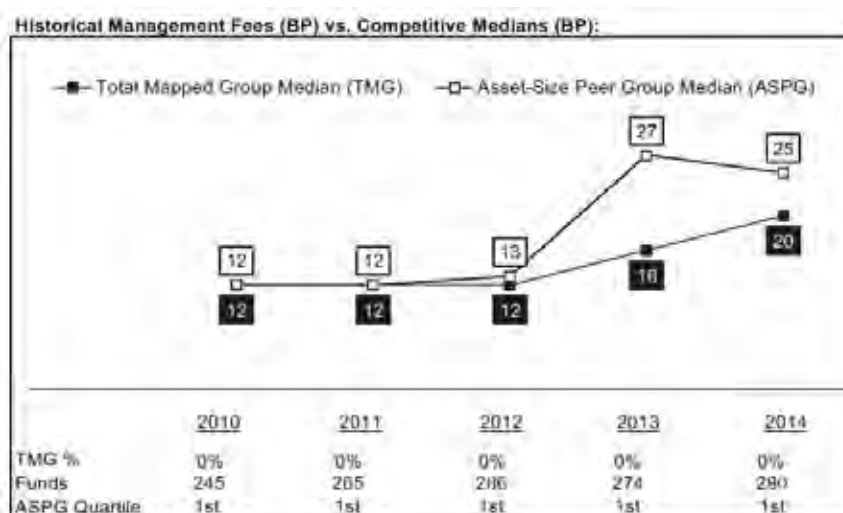 Historical Management Fees (BP) vs. Competitive Medians (BP):
Total Mapped Group Median (TMG) Asset-Size Peer Group Median (ASPG)
27
25
12 12 13
12 12 12 16 20
2010 2011 2012 2013 2014
TMG % 0% 0% 0% 0% 0%
Funds 245 265 274
ASPG Quartile 1st 1st 1st 1st 1st